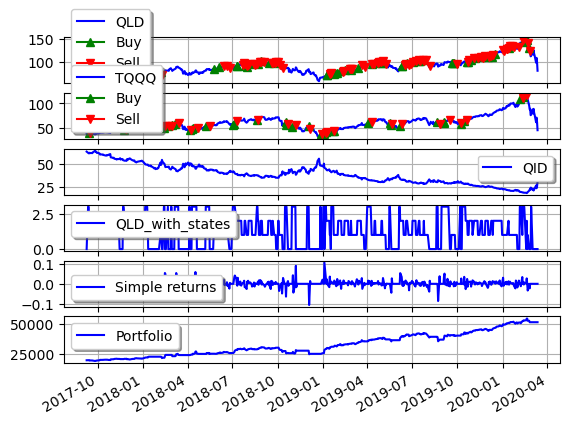 QLD
Buy
Sell
150
100
TQQQ
Buy
Sell
100
50
QID
50
25
QLD_with_states
2.5
0.0
Simple returns
0.1
0.0
−0.1
Portfolio
50000
25000
2017-10
2018-01
2018-04
2018-07
2018-10
2019-01
2019-04
2019-07
2019-10
2020-01
2020-04